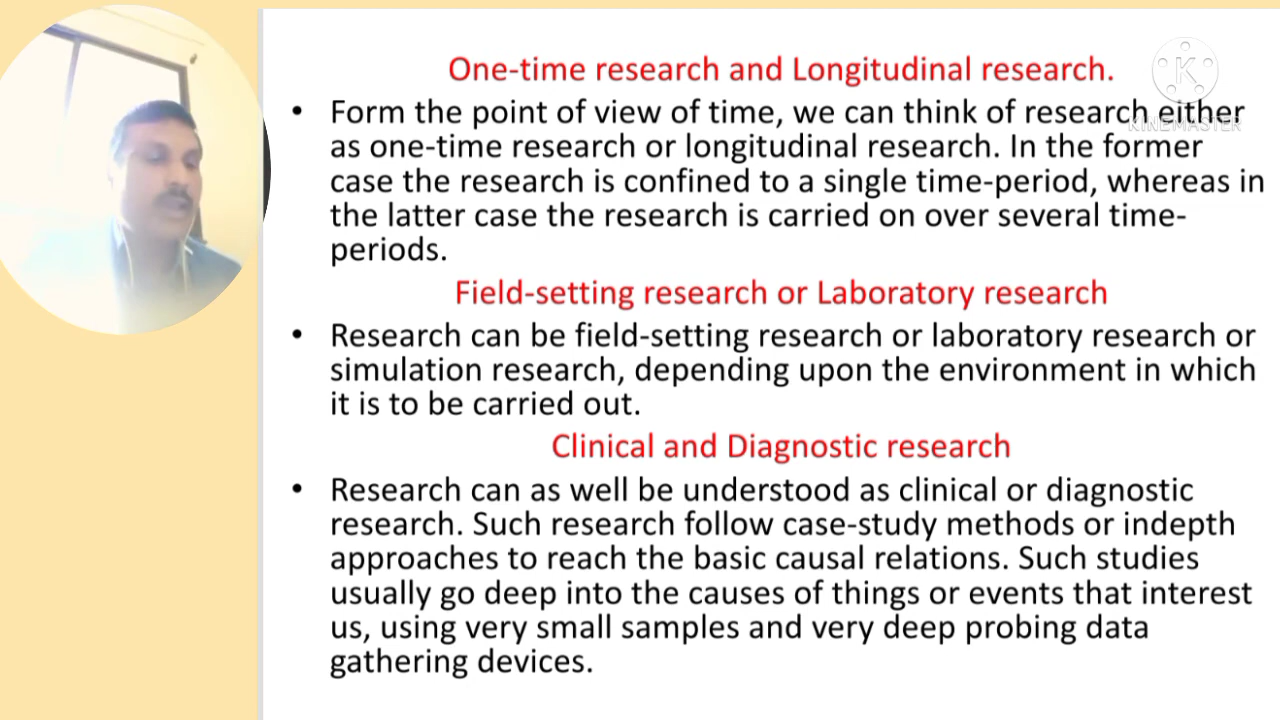 One-time research and Longitudinal research.
• Form the point of view of time, we can think of research either
as one-time research or longitudinal research. In the former
case the research is confined to a single time-period, whereas in
the latter case the research is carried on over several time-
periods.
Field-setting research or Laboratory research
• Research can be field-setting research or laboratory research or
simulation research, depending upon the environment in which
it is to be carried out.
Clinical and Diagnostic research
• Research can as well be understood as clinical or diagnostic
research. Such research follow case-study methods or indepth
approaches to reach the basic causal relations. Such studies
usually go deep into the causes of things or events that interest
us, using very small samples and very deep probing data
gathering devices.
K
KINEMASTER